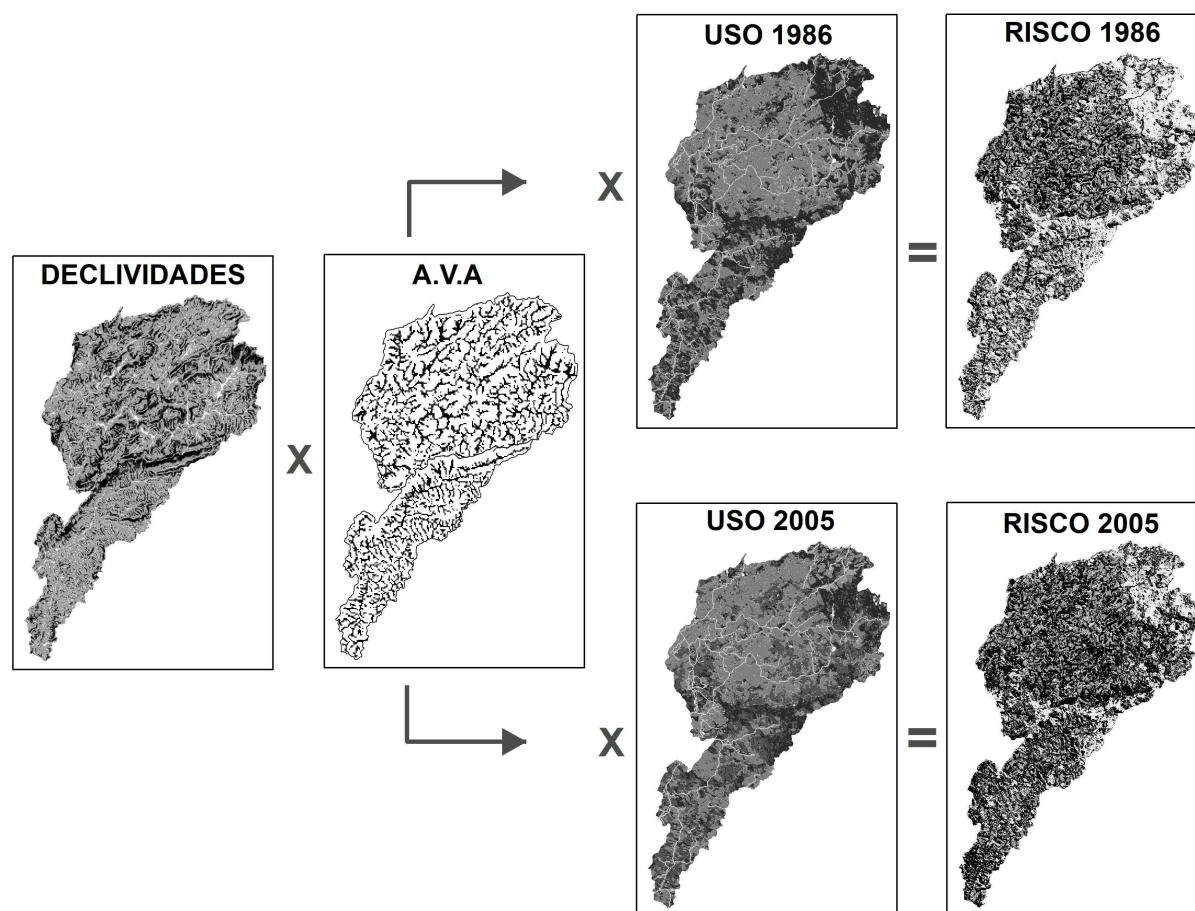 DECLIVIDADES
X
A.V.A
X
USO 1986
=
RISCO 1986
X
USO 2005
=
RISCO 2005